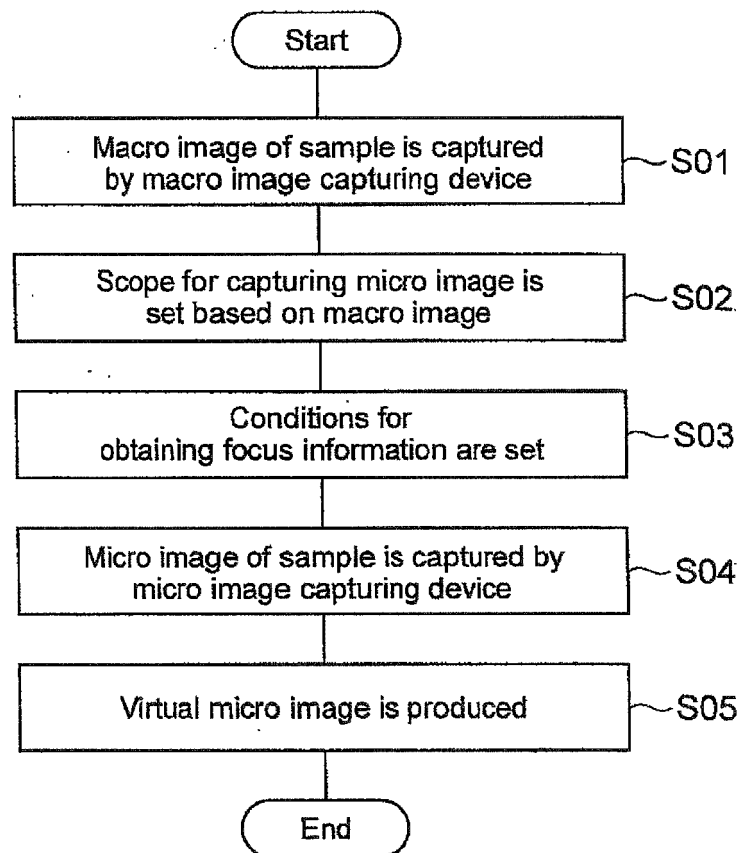 Start
Macro image of sample is captured
by macro image capturing device
S01
Scope for capturing micro image is
set based on macro image
S02
Conditions for
obtaining focus information are set
S03
Micro image of sample is captured by
micro image capturing device
S04
Virtual micro image is produced
S05
End